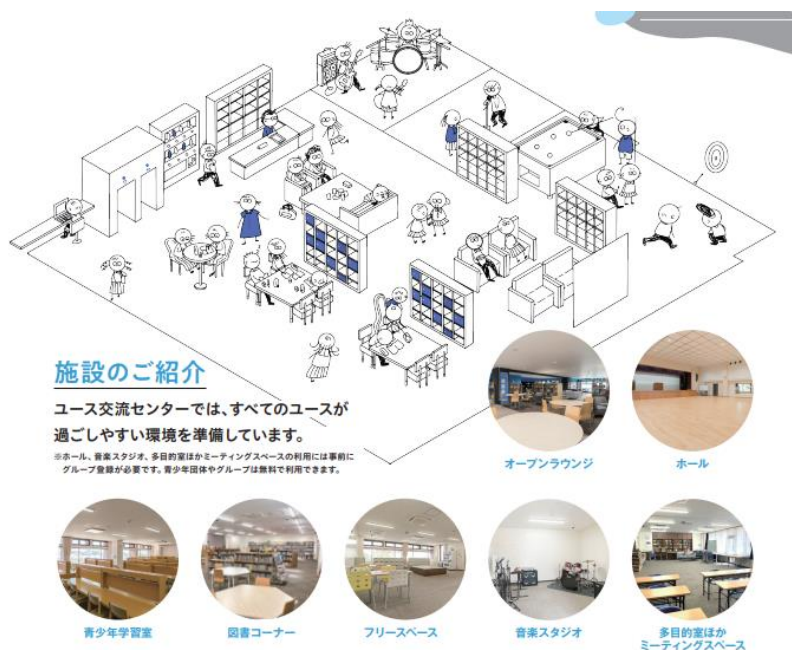 施設のご紹介
ユース交流センターでは、すべてのユースが
過ごしやすい環境を準備しています。
※ホール、音楽スタジオ、多目的室ほかミーティングスペースの利用には事前に
グループ登録が必要です。青少年団体やグループは無料で利用できます。
オープンラウンジ
ホール
青少年学習室
図書コーナー
フリースペース
音楽スタジオ
多目的室ほか
ミーティングスペース